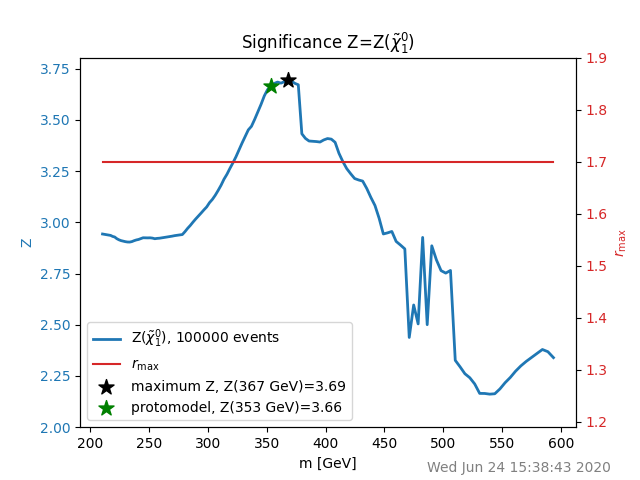 Significance Z=Z(χ̃₁⁰)
3.75
3.50
3.25
3.00
2.75
2.50
2.25
2.00
Z
1.9
1.8
1.7
1.6
1.5
1.4
1.3
1.2
r_max
Z(χ̃₁⁰), 100000 events
r_max
maximum Z, Z(367 GeV)=3.69
protomodel, Z(353 GeV)=3.66
200 250 300 350 400 450 500 550 600
m [GeV]
Wed Jun 24 15:38:43 2020